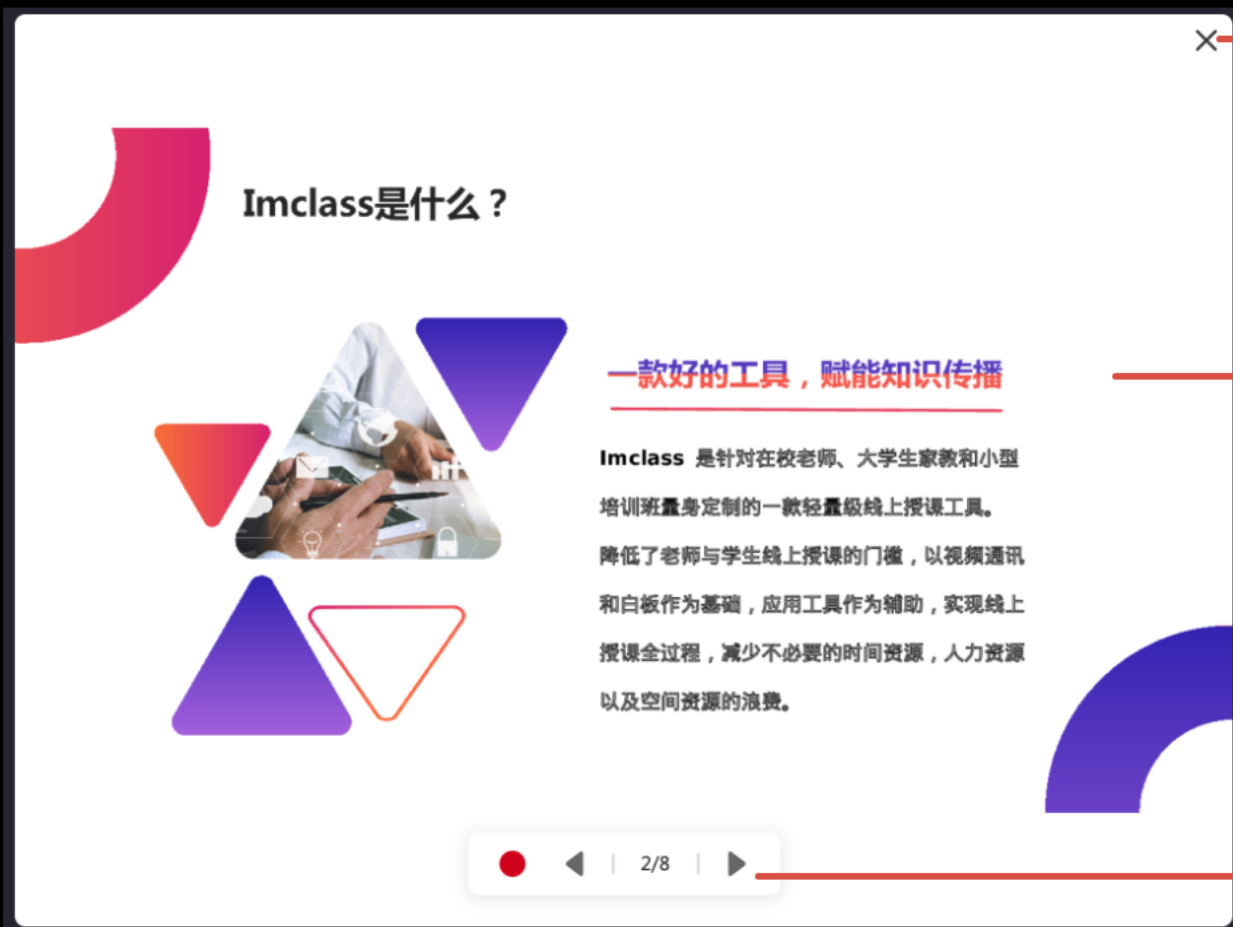 Imclass是什么？
一款好的工具，赋能知识传播
Imclass 是针对在校老师、大学生家教和小型
培训班量身定制的一款轻量级线上授课工具。
降低了老师与学生线上授课的门槛，以视频通讯
和白板作为基础，应用工具作为辅助，实现线上
授课全过程，减少不必要的时间资源，人力资源
以及空间资源的浪费。
2/8